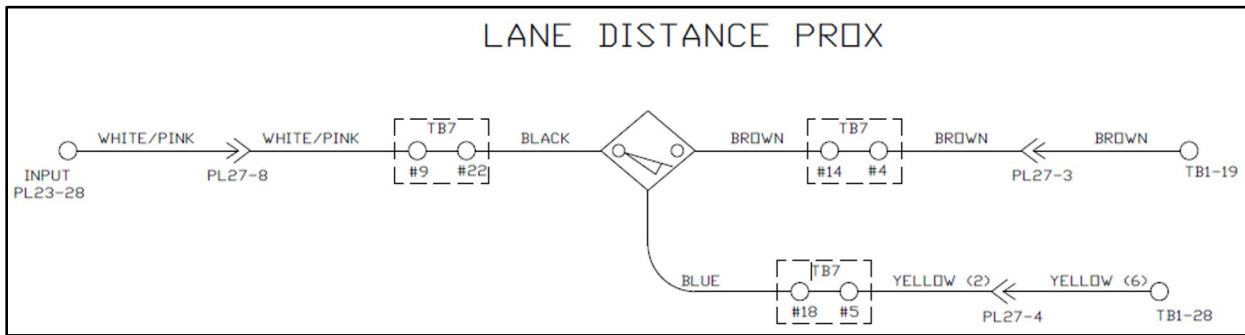 LANE DISTANCE PROX
WHITE/PINK
WHITE/PINK
TB7
BLACK
BROWN
TB7
BROWN
BROWN
INPUT
PL23-28
PL27-8
#9
#22
#14
#4
PL27-3
TB1-19
BLUE
TB7
YELLOW (2)
YELLOW (6)
#18
#5
PL27-4
TB1-28